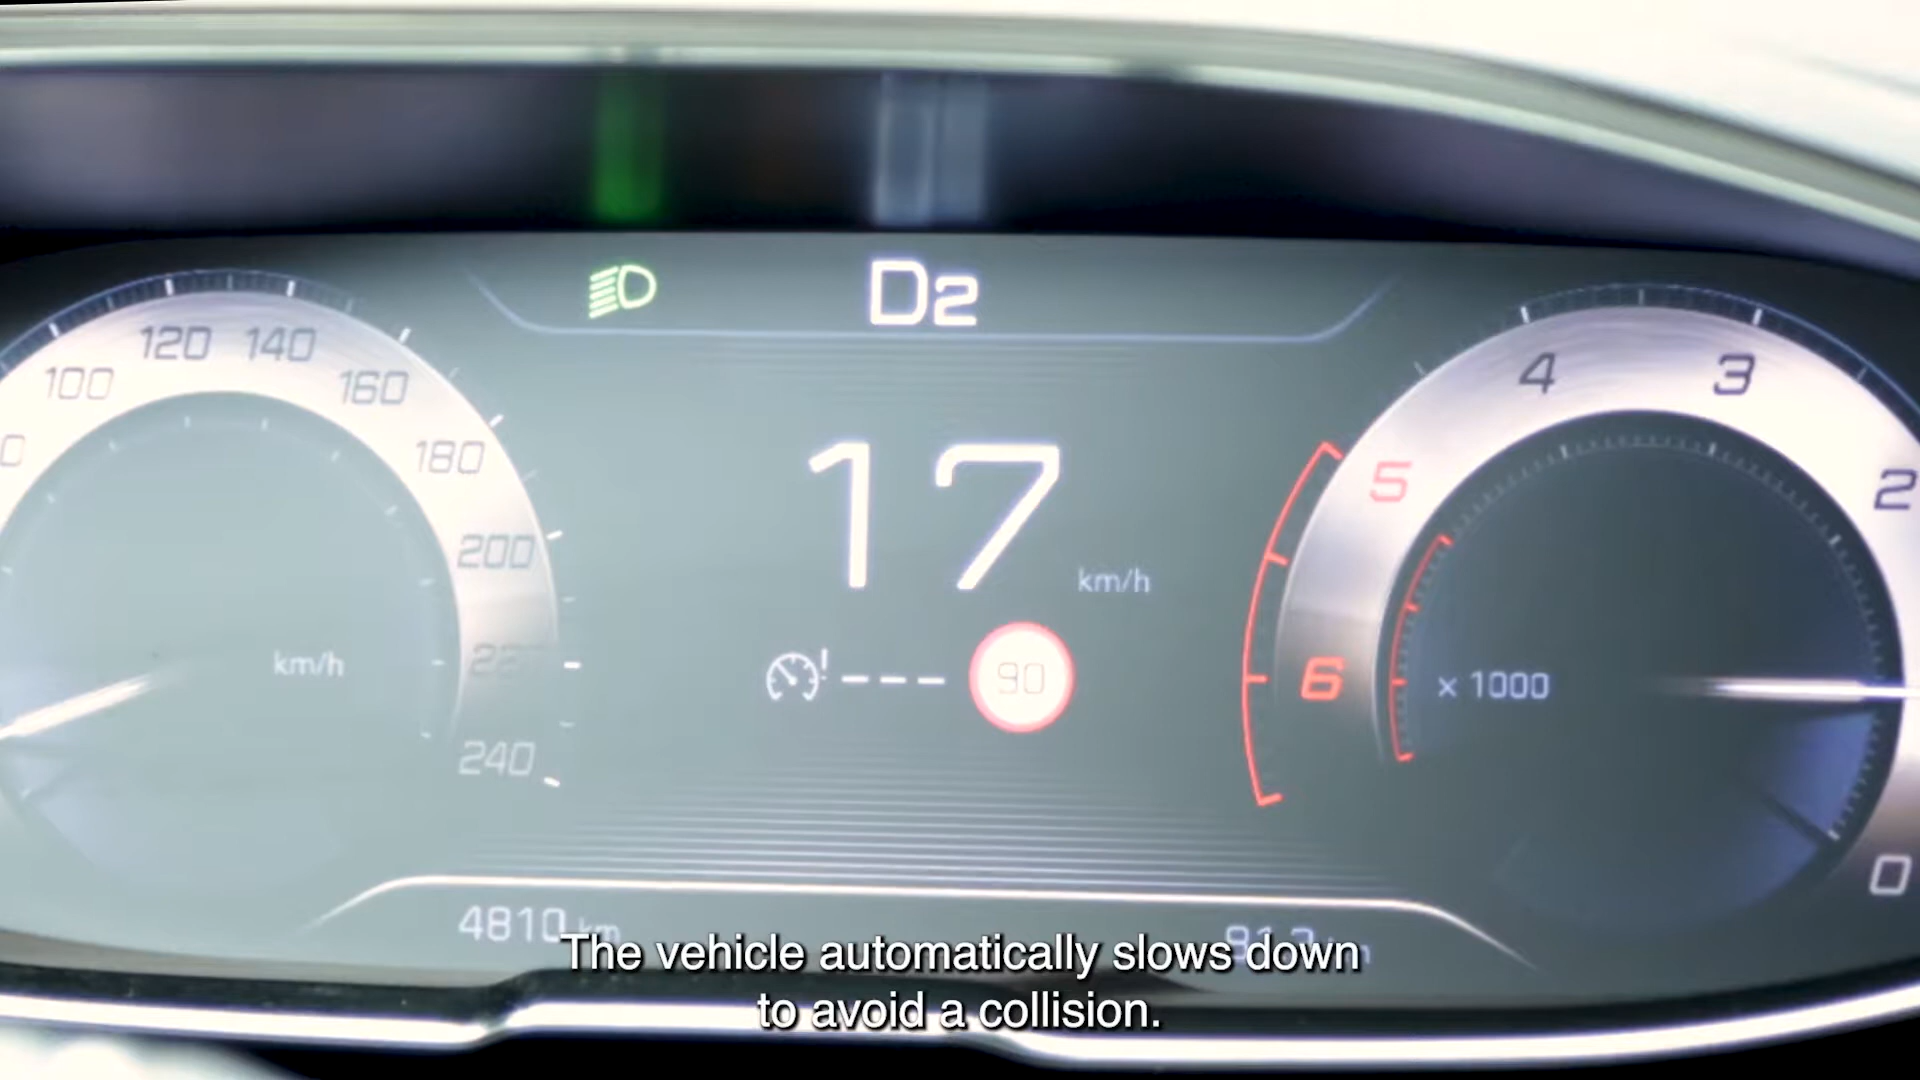 D2
100
120
140
160
180
200
240
km/h
17
km/h
90
4
3
2
5
6
x 1000
0
4810 km
The vehicle automatically slows down
to avoid a collision.